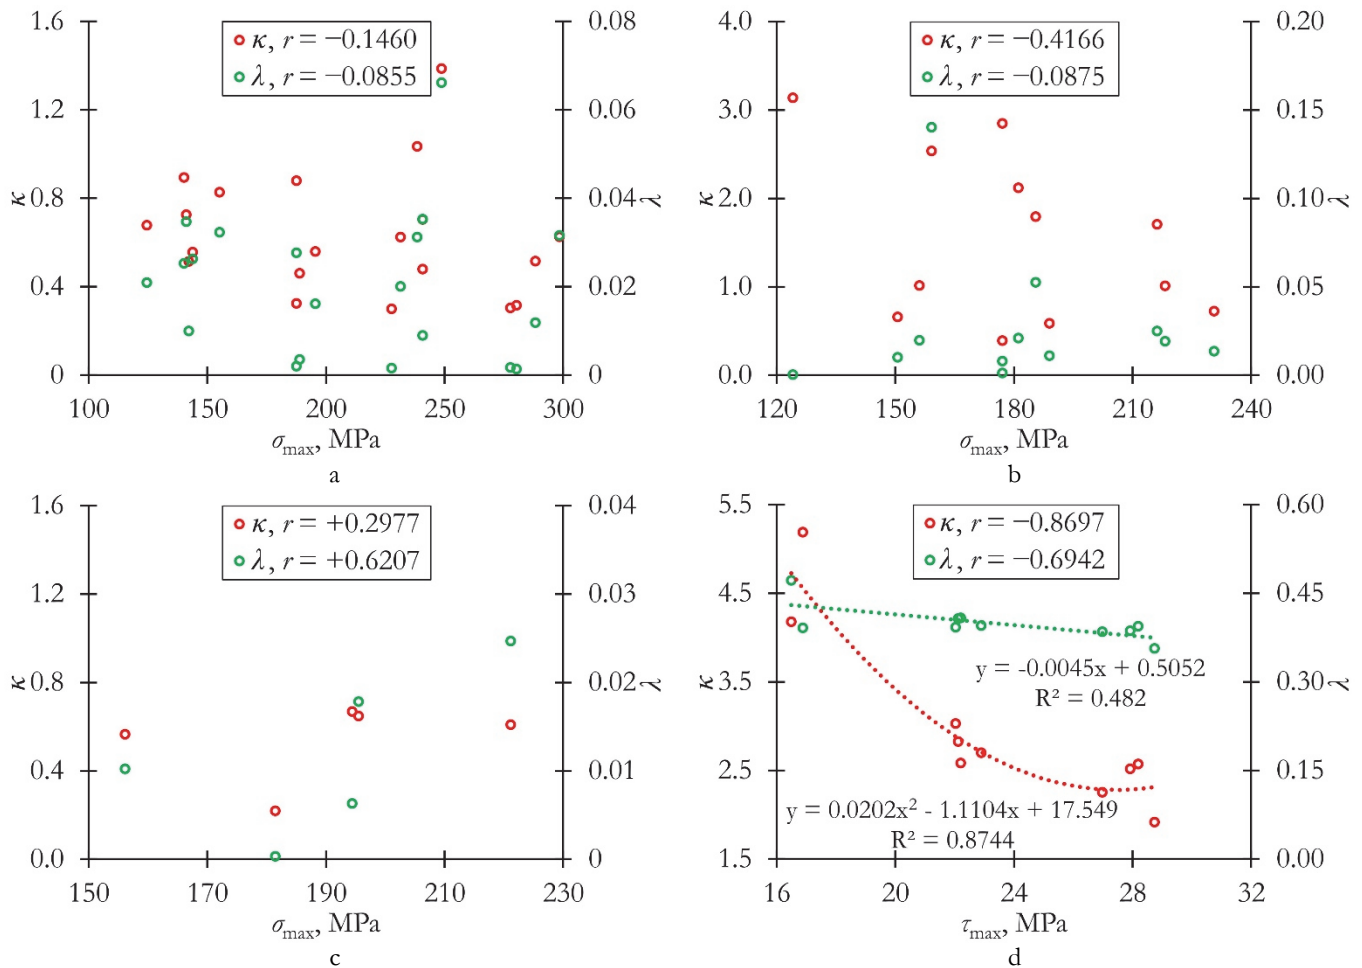 κ, r = −0.1460
λ, r = −0.0855
1.6
1.2
0.8
0.4
0
κ
0.08
0.06
0.04
0.02
0
λ
100 150 200 250 300
σmax, MPa
a
κ, r = −0.4166
λ, r = −0.0875
4.0
3.0
2.0
1.0
0.0
κ
0.20
0.15
0.10
0.05
0.00
λ
120 150 180 210 240
σmax, MPa
b
κ, r = +0.2977
λ, r = +0.6207
1.6
1.2
0.8
0.4
0.0
κ
0.04
0.03
0.02
0.01
0
λ
150 170 190 210 230
σmax, MPa
c
κ, r = −0.8697
λ, r = −0.6942
5.5
4.5
3.5
2.5
1.5
κ
0.60
0.45
0.30
0.15
0.00
λ
y = -0.0045x + 0.5052
R² = 0.482
y = 0.0202x² - 1.1104x + 17.549
R² = 0.8744
16 20 24 28 32
τmax, MPa
d